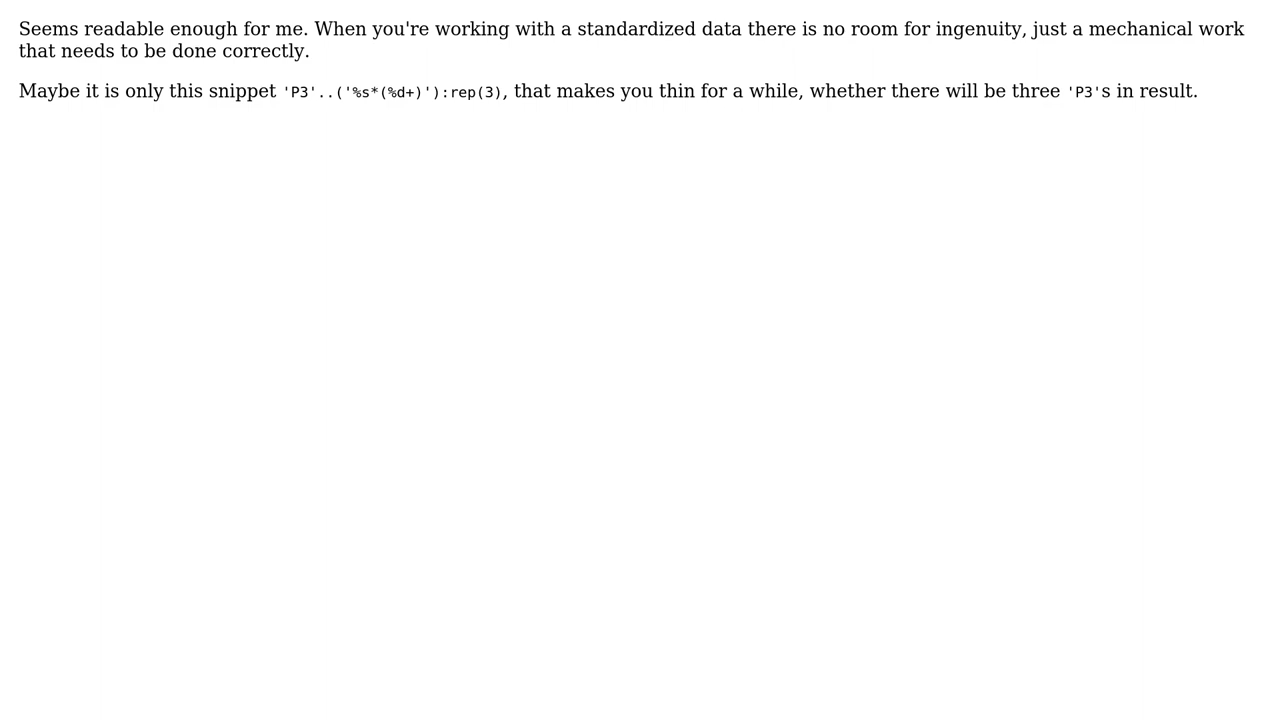 Seems readable enough for me. When you're working with a standardized data there is no room for ingenuity, just a mechanical work
that needs to be done correctly.
Maybe it is only this snippet 'P3'..('%s*(%d+)'):rep(3), that makes you thin for a while, whether there will be three 'P3's in result.